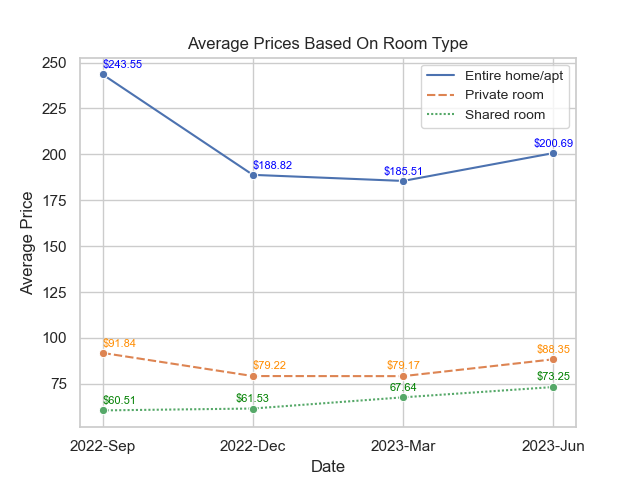 Average Prices Based On Room Type
250
225
200
175
150
125
100
75
Average Price
$243.55
$188.82
$185.51
$200.69
$91.84
$79.22
$79.17
$88.35
$60.51
$61.53
67.64
$73.25
Entire home/apt
Private room
Shared room
2022-Sep
2022-Dec
2023-Mar
2023-Jun
Date